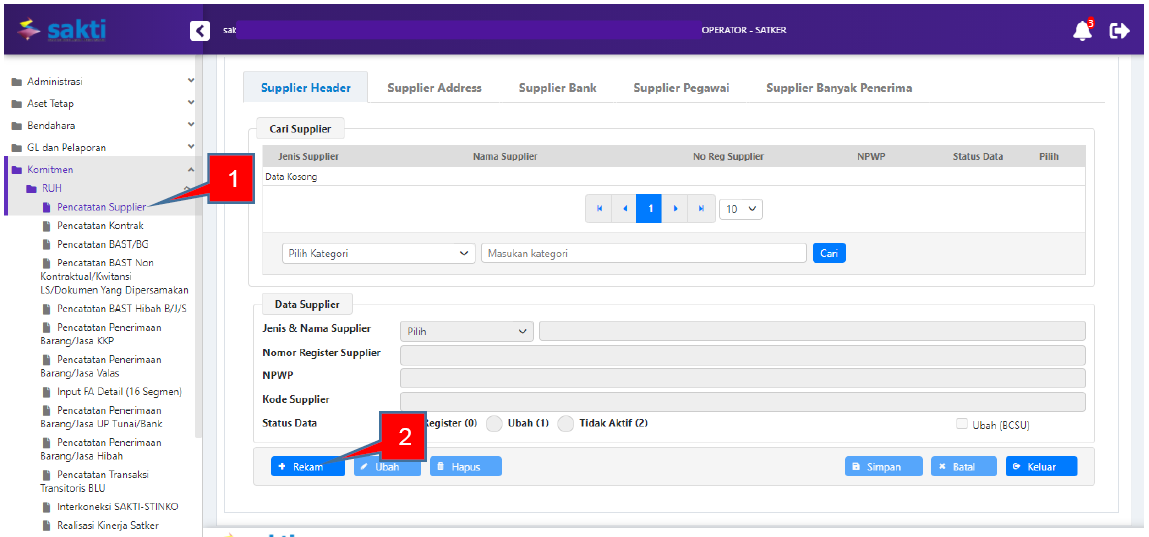 sakti
sak
OPERATOR - SATKER
3
Administrasi
Aset Tetap
Bendahara
GL dan Pelaporan
Komitmen
RUH
Pencatatan Supplier
Pencatatan Kontrak
Pencatatan BAST/BG
Pencatatan BAST Non
Kontraktual/Kwitansi
LS/Dokumen Yang Dipersamakan
Pencatatan BAST Hibah B/J/S
Pencatatan Penerimaan
Barang/Jasa KKP
Pencatatan Penerimaan
Barang/Jasa Valas
Input FA Detail (16 Segmen)
Pencatatan Penerimaan
Barang/Jasa UP Tunai/Bank
Pencatatan Penerimaan
Barang/Jasa Hibah
Pencatatan Transaksi
Transitoris BLU
Interkoneksi SAKTI-STINKO
Realisasi Kinerja Satker
1
Supplier Header Supplier Address Supplier Bank Supplier Pegawai Supplier Banyak Penerima
Cari Supplier
Jenis Supplier Nama Supplier No Reg Supplier NPWP Status Data Pilih
Data Kosong
1 10
Pilih Kategori Masukan kategori Cari
Data Supplier
Jenis & Nama Supplier Pilih
Nomor Register Supplier
NPWP
Kode Supplier
Status Data Register (0) Ubah (1) Tidak Aktif (2) Ubah (BCSU)
2
Rekam Ubah Hapus Simpan Batal Keluar